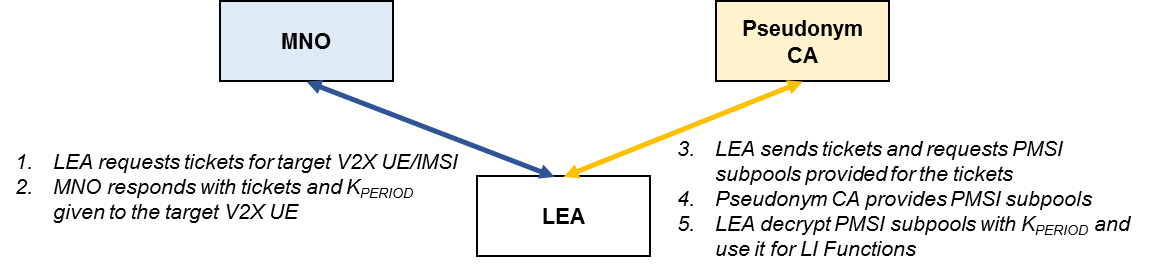 MNO
Pseudonym
CA
1. LEA requests tickets for target V2X UE/IMSI
2. MNO responds with tickets and KPERIOD
given to the target V2X UE
LEA
3. LEA sends tickets and requests PMSI
subpools provided for the tickets
4. Pseudonym CA provides PMSI subpools
5. LEA decrypt PMSI subpools with KPERIOD and
use it for LI Functions